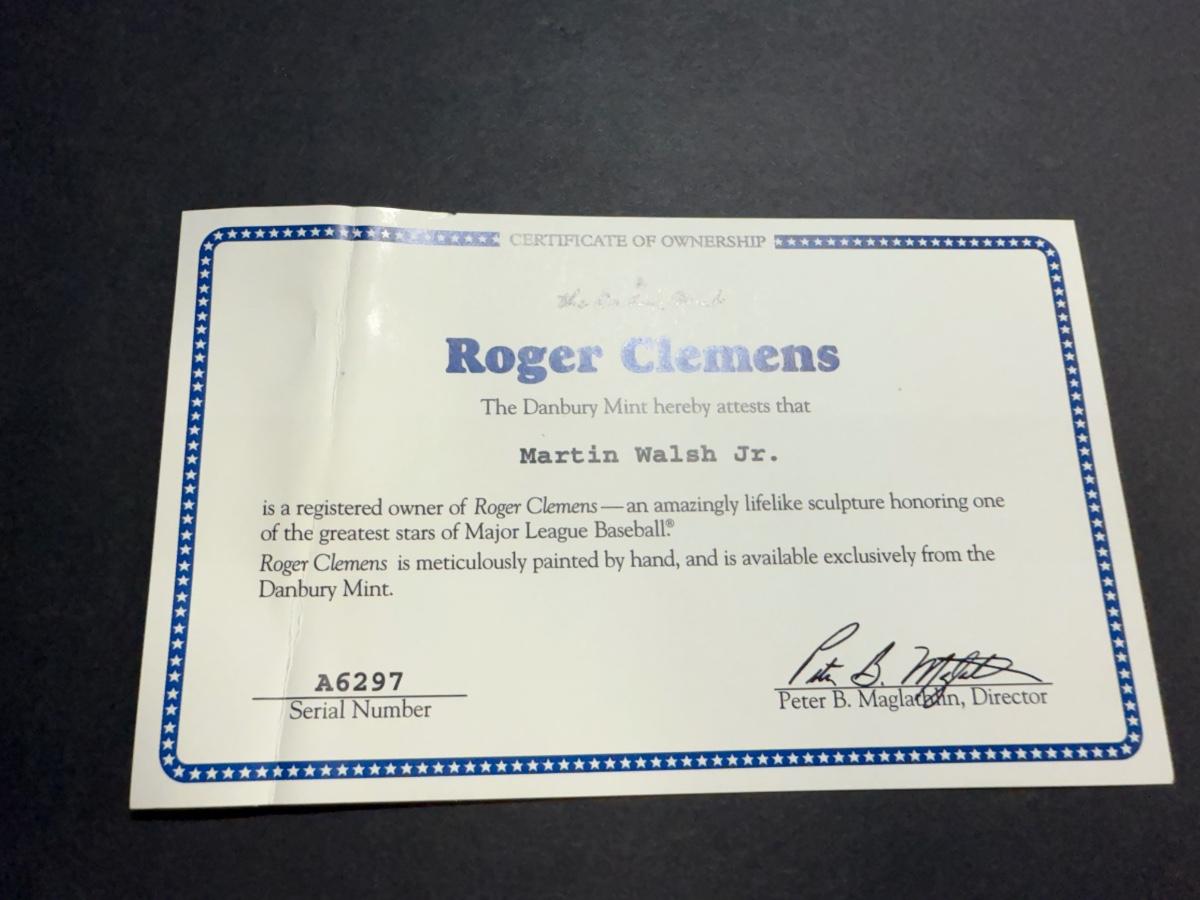 CERTIFICATE OF OWNERSHIP
Roger Clemens
The Danbury Mint hereby attests that
Martin Walsh Jr.
is a registered owner of Roger Clemens—an amazingly lifelike sculpture honoring one
of the greatest stars of Major League Baseball.®
Roger Clemens is meticulously painted by hand, and is available exclusively from the
Danbury Mint.
A6297
Serial Number
Peter B. Maglathlin
Peter B. Maglathlin, Director